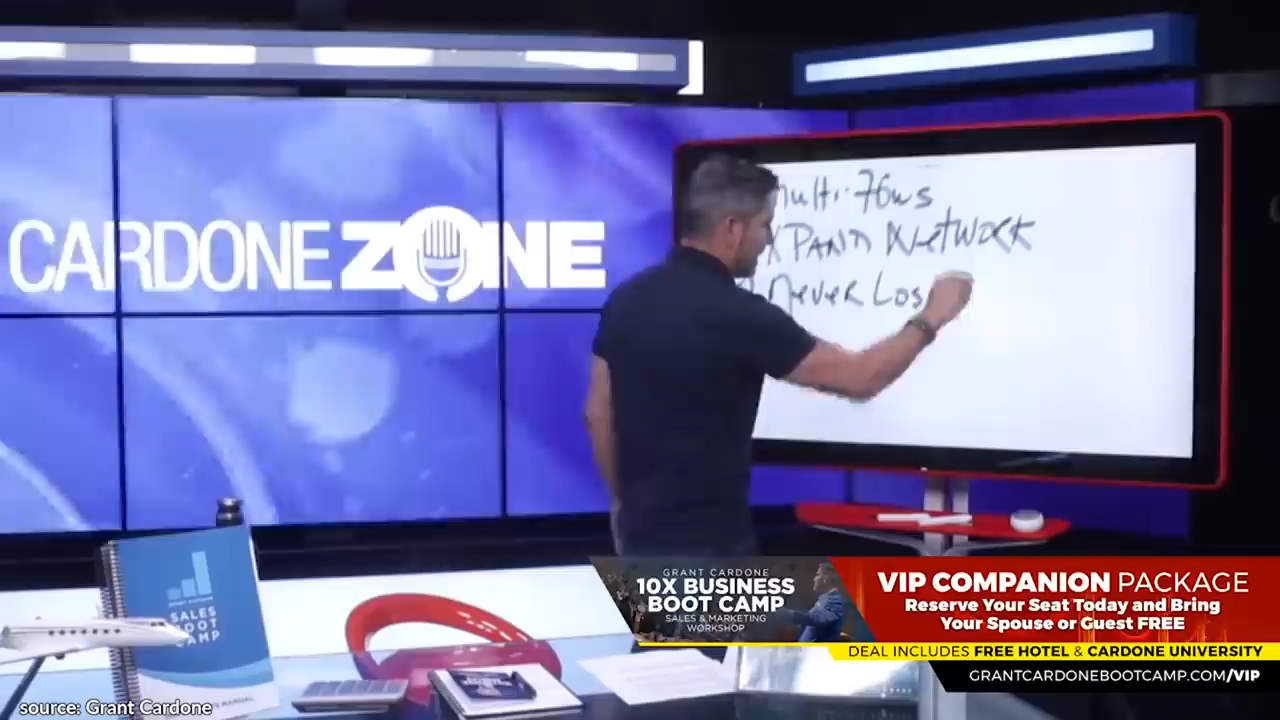 CARDONE ZONE
XPAND NETWORK
NEVER LOS
SALES
BOOT
CAMP
GRANT CARDONE
10X BUSINESS
BOOT CAMP
SALES & MARKETING
WORKSHOP
VIP COMPANION PACKAGE
Reserve Your Seat Today and Bring
Your Spouse or Guest FREE
DEAL INCLUDES FREE HOTEL & CARDONE UNIVERSITY
GRANTCARDONEBOOTCAMP.COM/VIP
source: Grant Cardone